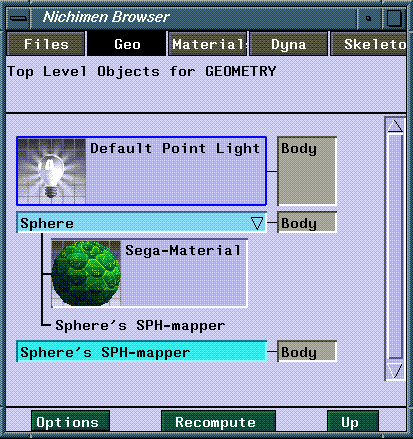 Nichimen Browser
Files Geo Material Dyna Skeleto
Top Level Objects for GEOMETRY
Default Point Light Body
Sphere Body
Sega-Material
Sphere's SPH-mapper
Sphere's SPH-mapper Body
Options Recompute Up